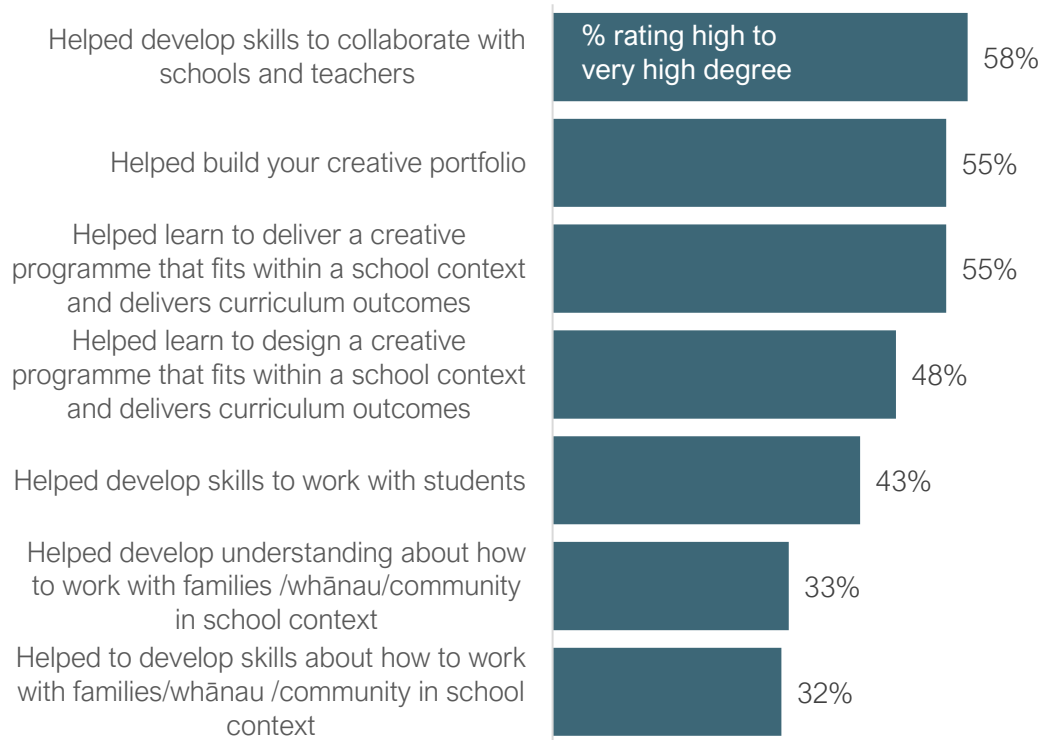 Helped develop skills to collaborate with
schools and teachers
% rating high to
very high degree
58%
Helped build your creative portfolio
55%
Helped learn to deliver a creative
programme that fits within a school context
and delivers curriculum outcomes
55%
Helped learn to design a creative
programme that fits within a school context
and delivers curriculum outcomes
48%
Helped develop skills to work with students
43%
Helped develop understanding about how
to work with families /whānau/community
in school context
33%
Helped to develop skills about how to work
with families/whānau /community in school
context
32%